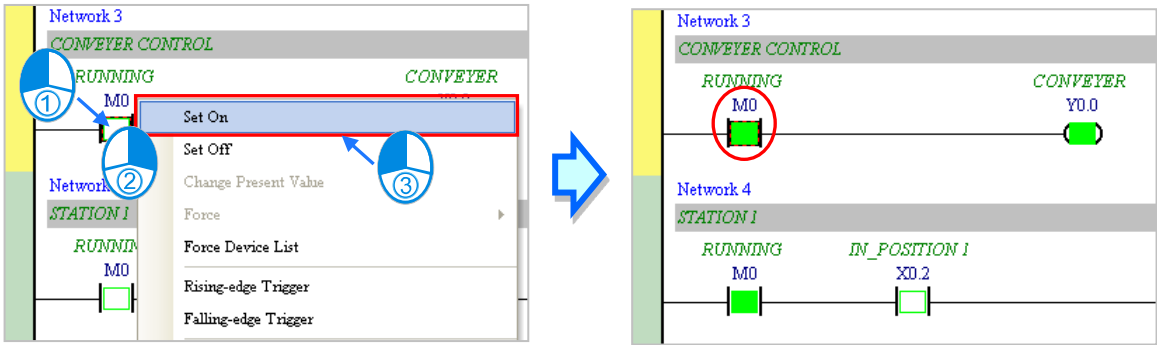 Network 3
CONVEYER CONTROL
RUNNING CONVEYER
M0
①
Set On
Set Off
②
③
Network
Change Present Value
STATION 1
Force
RUNNIN
Force Device List
M0
Rising-edge Trigger
Falling-edge Trigger
Network 3
CONVEYER CONTROL
RUNNING CONVEYER
M0 Y0.0
Network 4
STATION 1
RUNNING IN_POSITION 1
M0 X0.2